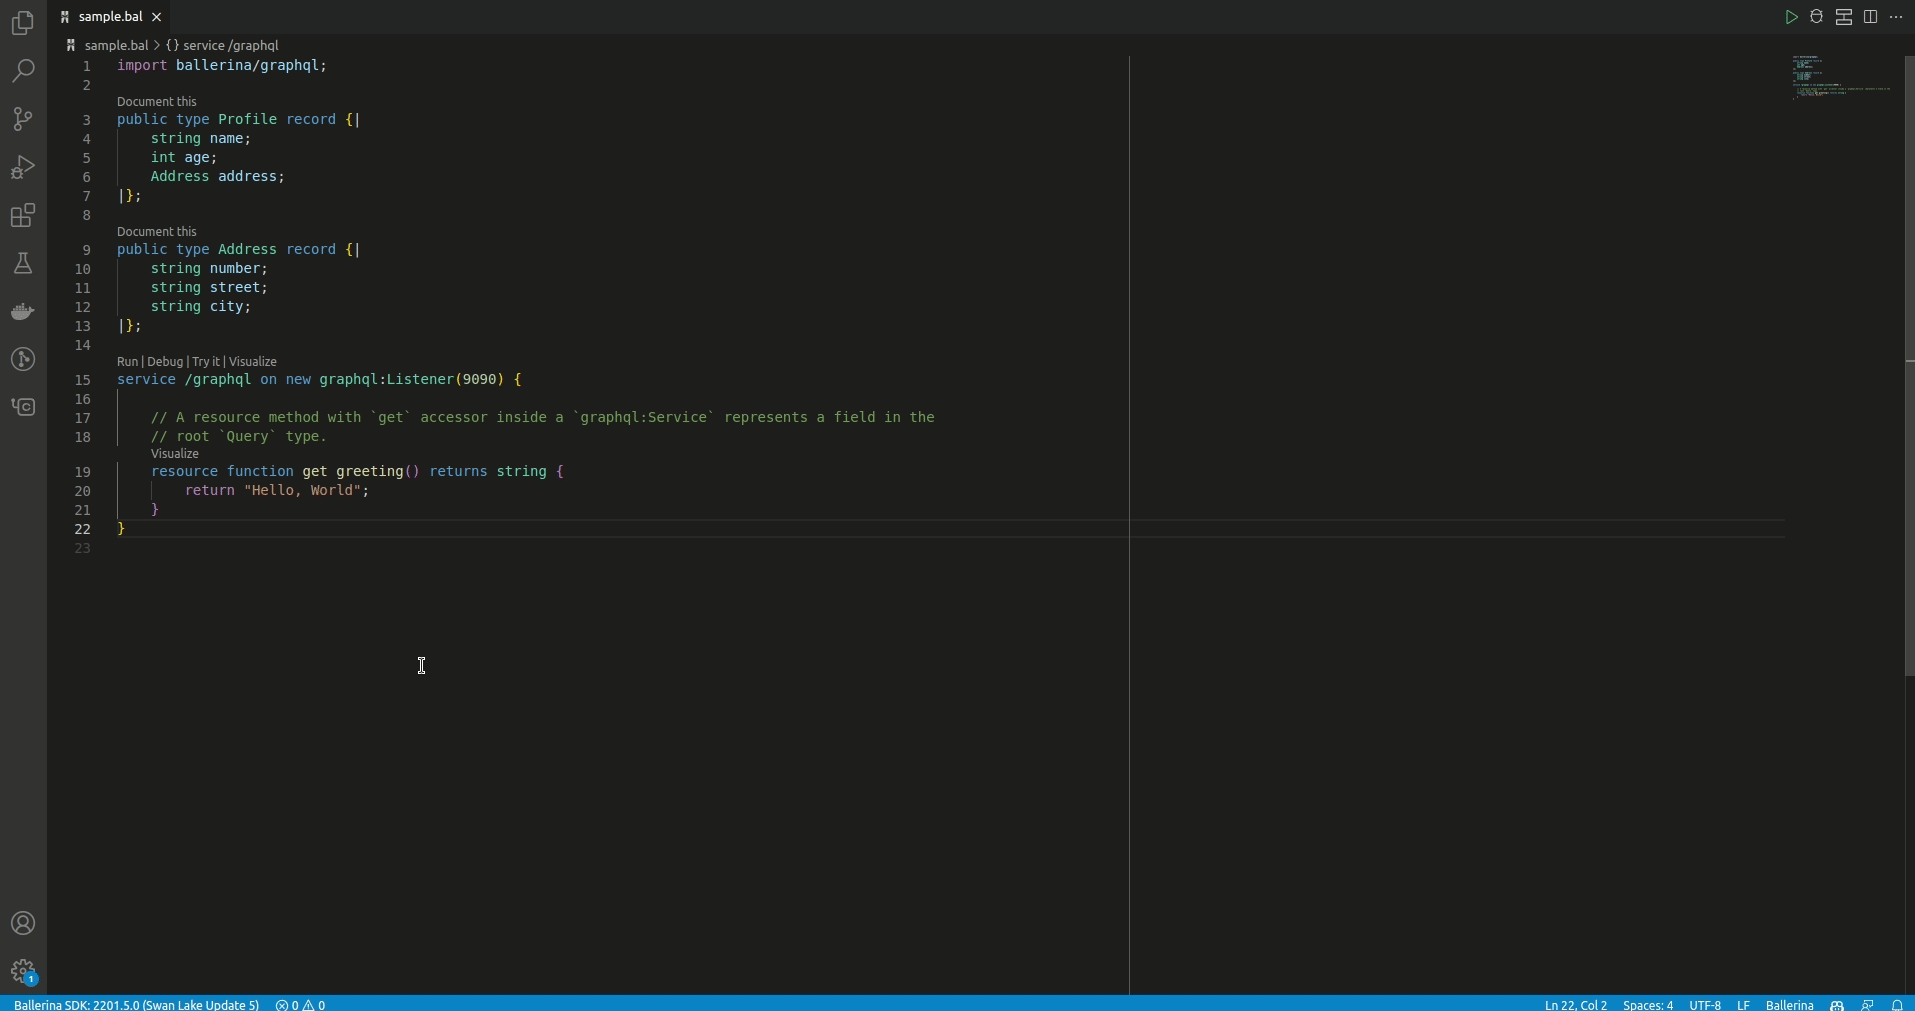 sample.bal
sample.bal > {} service /graphql
1 import ballerina/graphql;
2
Document this
3 public type Profile record {|
4     string name;
5     int age;
6     Address address;
7 |};
8
Document this
9 public type Address record {|
10     string number;
11     string street;
12     string city;
13 |};
14
Run | Debug | Try it | Visualize
15 service /graphql on new graphql:Listener(9090) {
16
17     // A resource method with `get` accessor inside a `graphql:Service` represents a field in the
18     // root `Query` type.
Visualize
19     resource function get greeting() returns string {
20         return "Hello, World";
21     }
22 }
23
1
Ballerina SDK: 2201.5.0 (Swan Lake Update 5) 0 0 Ln 22, Col 2 Spaces: 4 UTF-8 LF Ballerina